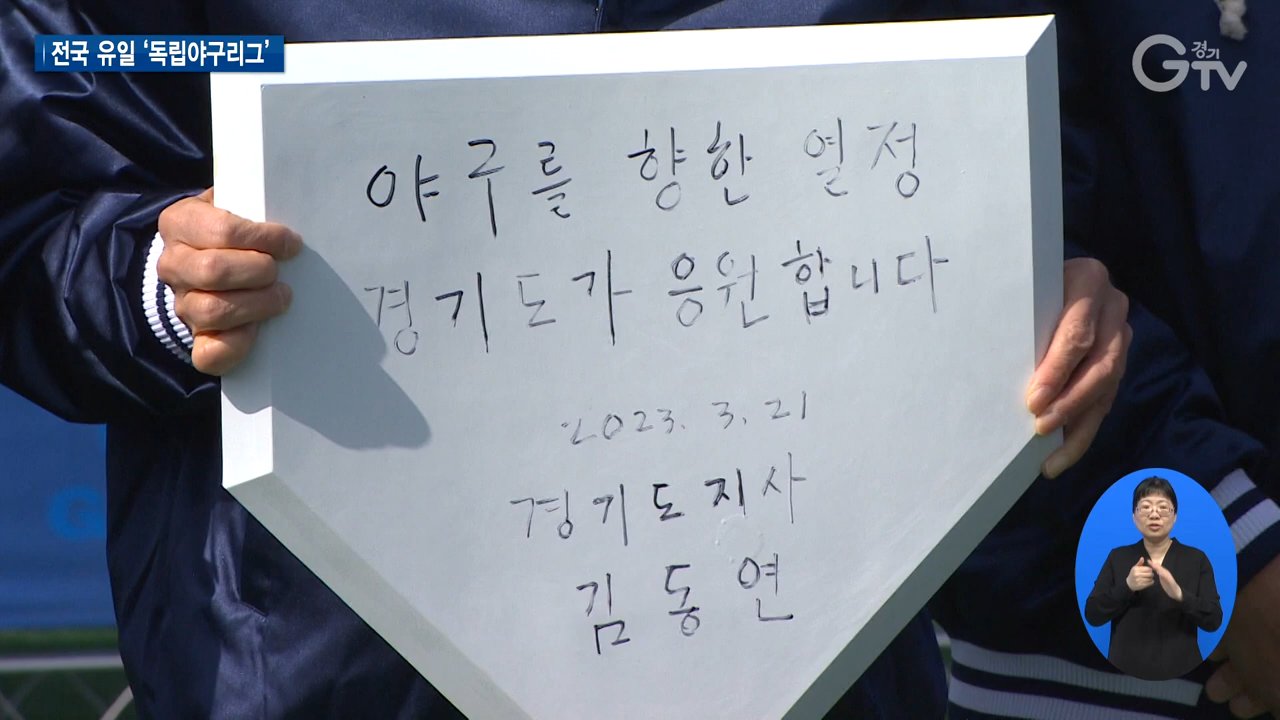 전국 유일 ‘독립야구리그’
경기
GTV
야구를 향한 열정
경기도가 응원합니다
2023. 3. 21
경기도지사
김동연